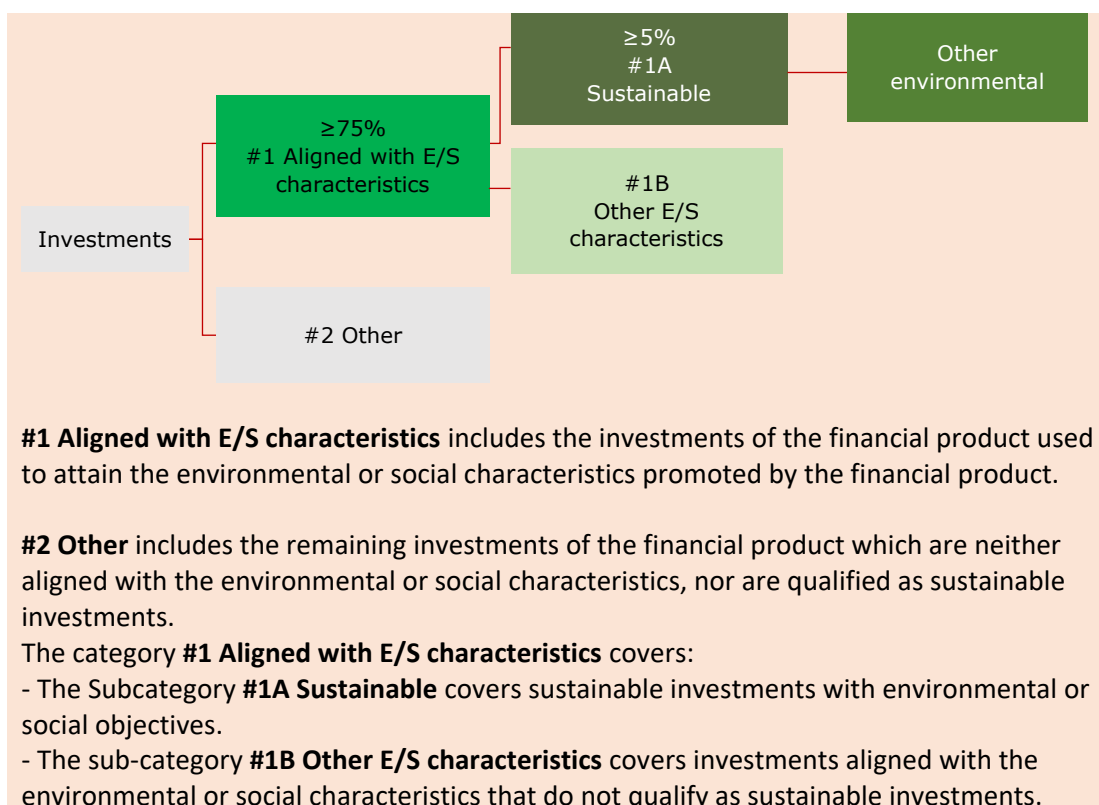 ≥5%
#1A
Sustainable
Other
environmental
≥75%
#1 Aligned with E/S
characteristics
#1B
Other E/S
characteristics
Investments
#2 Other
#1 Aligned with E/S characteristics includes the investments of the financial product used
to attain the environmental or social characteristics promoted by the financial product.
#2 Other includes the remaining investments of the financial product which are neither
aligned with the environmental or social characteristics, nor are qualified as sustainable
investments.
The category #1 Aligned with E/S characteristics covers:
- The Subcategory #1A Sustainable covers sustainable investments with environmental or
social objectives.
- The sub-category #1B Other E/S characteristics covers investments aligned with the
environmental or social characteristics that do not qualify as sustainable investments.